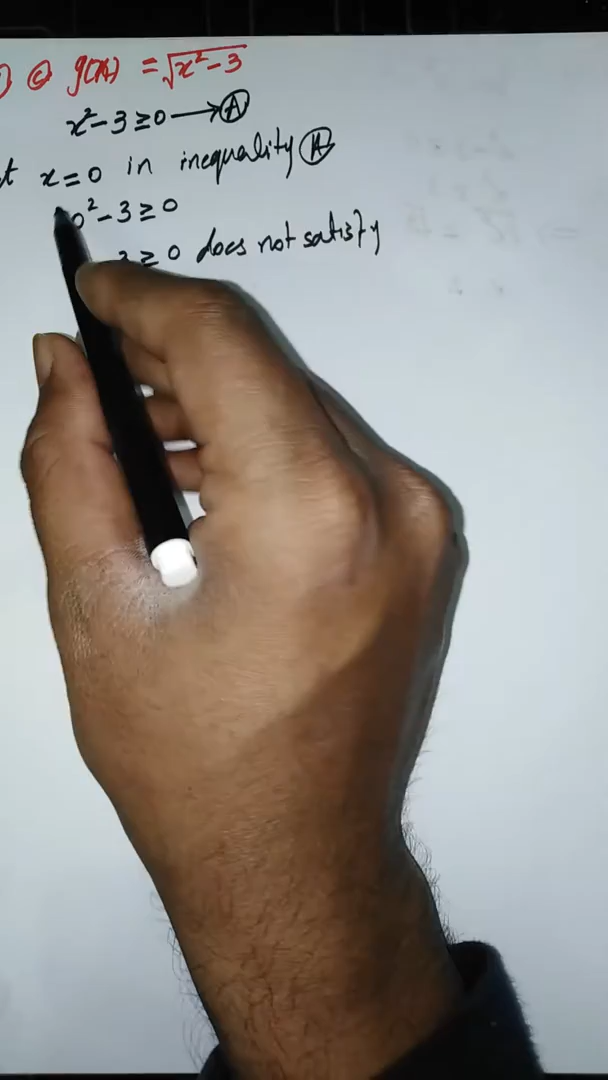 ⓒ g(x) = √x²-3
x²-3 ≥ 0 → Ⓐ
x = 0 in inequality Ⓐ
0² - 3 ≥ 0
≥ 0 does not satisfy